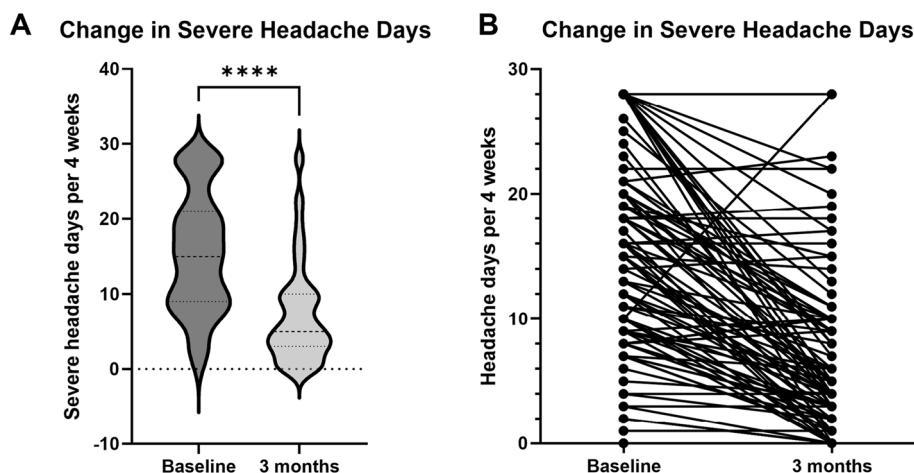 A Change in Severe Headache Days
Severe headache days per 4 weeks
40
30
20
10
0
-10
****
Baseline 3 months
B Change in Severe Headache Days
Headache days per 4 weeks
30
20
10
0
Baseline 3 months